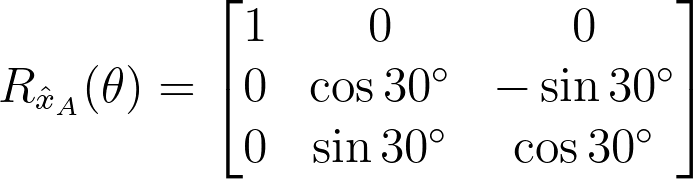 $R_{\hat{x}_A}(\theta) = \begin{bmatrix} 1 & 0 & 0 \\ 0 & \cos 30^\circ & -\sin 30^\circ \\ 0 & \sin 30^\circ & \cos 30^\circ \end{bmatrix}$